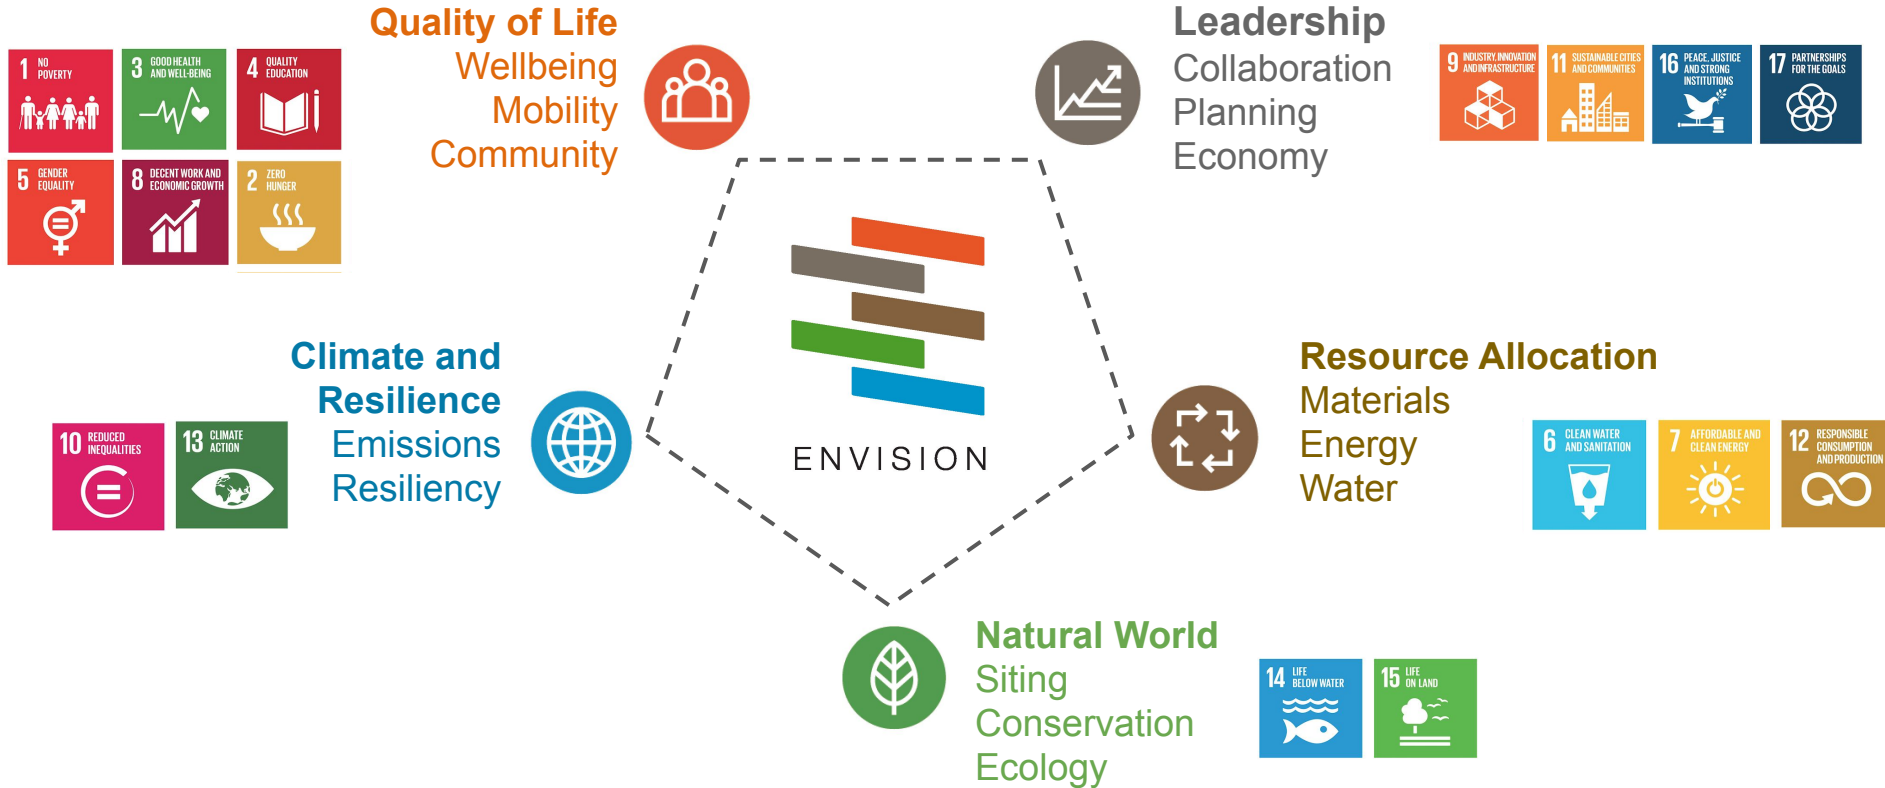 Quality of Life
Wellbeing
Mobility
Community
1 NO
POVERTY
3 GOOD HEALTH
AND WELL-BEING
4 QUALITY
EDUCATION
5 GENDER
EQUALITY
8 DECENT WORK AND
ECONOMIC GROWTH
2 ZERO
HUNGER
Leadership
Collaboration
Planning
Economy
9 INDUSTRY, INNOVATION
AND INFRASTRUCTURE
11 SUSTAINABLE CITIES
AND COMMUNITIES
16 PEACE, JUSTICE
AND STRONG
INSTITUTIONS
17 PARTNERSHIPS
FOR THE GOALS
ENVISION
Climate and
Resilience
Emissions
Resiliency
10 REDUCED
INEQUALITIES
13 CLIMATE
ACTION
Resource Allocation
Materials
Energy
Water
6 CLEAN WATER
AND SANITATION
7 AFFORDABLE AND
CLEAN ENERGY
12 RESPONSIBLE
CONSUMPTION
AND PRODUCTION
Natural World
Siting
Conservation
Ecology
14 LIFE
BELOW WATER
15 LIFE
ON LAND